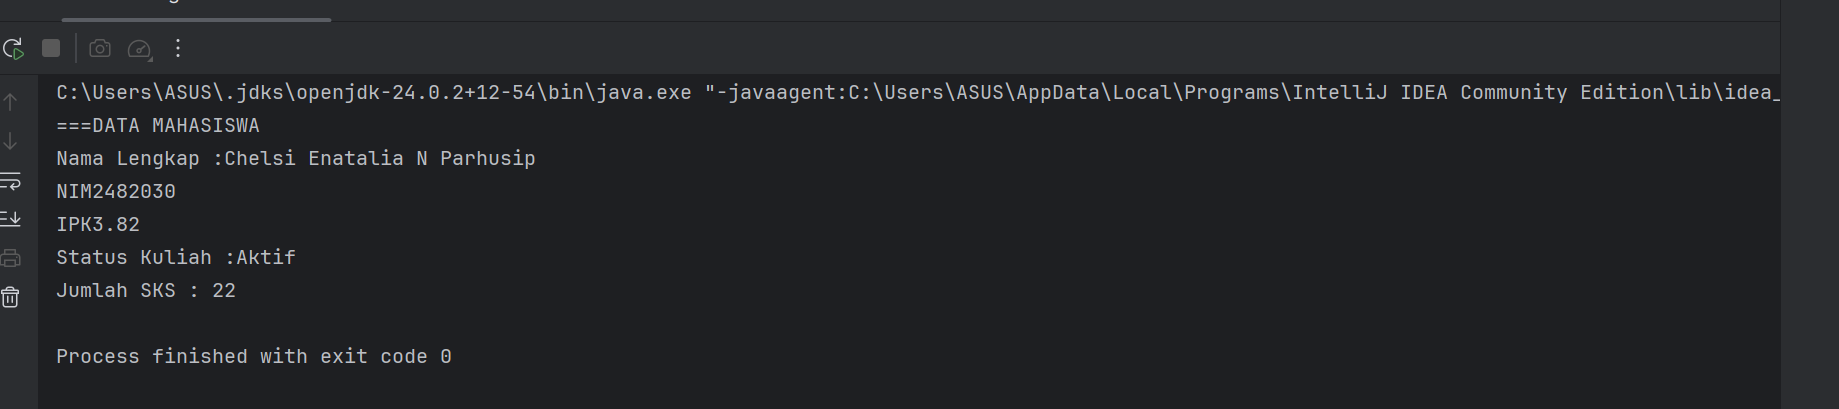 C:\Users\ASUS\.jdks\openjdk-24.0.2+12-54\bin\java.exe "-javaagent:C:\Users\ASUS\AppData\Local\Programs\IntelliJ IDEA Community Edition\lib\idea_
===DATA MAHASISWA
Nama Lengkap :Chelsi Enatalia N Parhusip
NIM2482030
IPK3.82
Status Kuliah :Aktif
Jumlah SKS : 22
Process finished with exit code 0